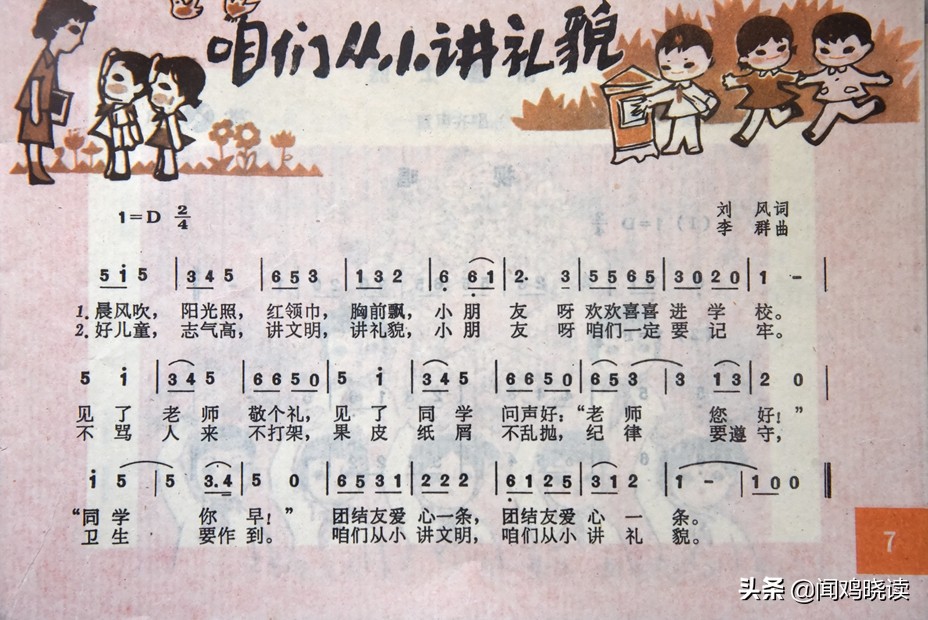 咱们从小讲礼貌
1=D 2/4
刘 风词
李 群曲
5 i 5 | 3 4 5 | 6 5 3 | 1 3 2 | 6 6 1 | 2. 3 | 5 5 6 5 | 3 0 2 0 | 1 - |
1. 晨风吹， 阳光照， 红领巾， 胸前飘， 小 朋 友 呀 欢欢喜喜 进 学 校。
2. 好儿童， 志气高， 讲文明， 讲礼貌， 小 朋 友 呀 咱们一定 要 记 牢。
5 i | 3 4 5 | 6 6 5 0 | 5 i | 3 4 5 | 6 6 5 0 | 6 5 3 | 3 1 3 | 2 0 |
见 了 老 师 敬个礼， 见 了 同 学 问声好：“老 师 您 好！”
不 骂 人 来 不打架， 果 皮 纸 屑 不乱抛， 纪 律 要遵 守，
i 5 | 5 3.4 | 5 0 | 6 5 3 1 | 2 2 2 | 6 1 2 5 | 3 1 2 | 1 - | 1 0 0 ‖
“同 学 你 早！” 团结友爱 心一条， 团结友爱 心 一 条。
卫 生 要作 到。 咱们从小 讲文明， 咱们从小 讲 礼 貌。
7
头条 @闻鸡晓读